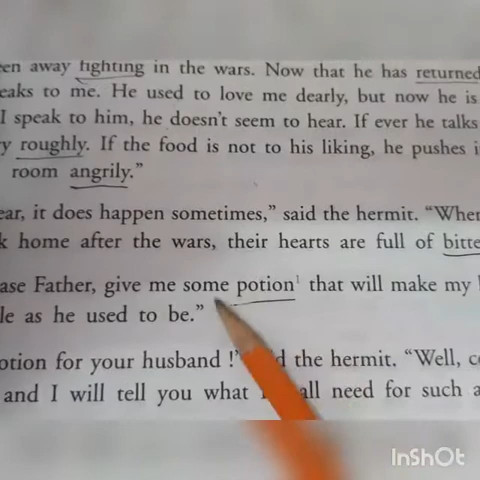 een away fighting in the wars. Now that he has returned
eaks to me. He used to love me dearly, but now he is
I speak to him, he doesn't seem to hear. If ever he talks
y roughly. If the food is not to his liking, he pushes i
room angrily."
ear, it does happen sometimes," said the hermit. "When
k home after the wars, their hearts are full of bitte
ase Father, give me some potion¹ that will make my
le as he used to be."
otion for your husband !" the hermit. "Well, c
and I will tell you what all need for such a
InShOt